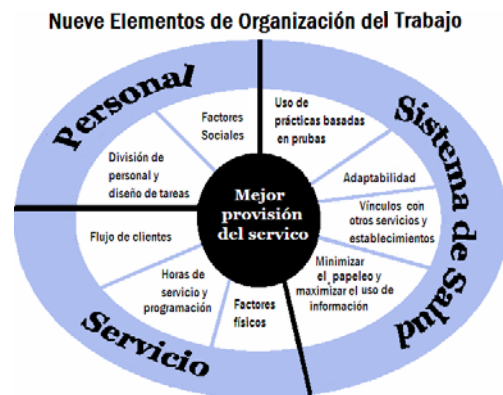 Nueve Elementos de Organización del Trabajo
Personal
Factores
Sociales
División de
personal y
diseño de tareas
Sistema de Salud
Uso de
prácticas basadas
en prubas
Adaptabilidad
Vínculos con
otros servicios y
establecimientos
Minimizar
el papeleo y
maximizar el uso de
información
Mejor
provisión
del servico
Servicio
Flujo de clientes
Horas de
servicio y
programación
Factores
físicos